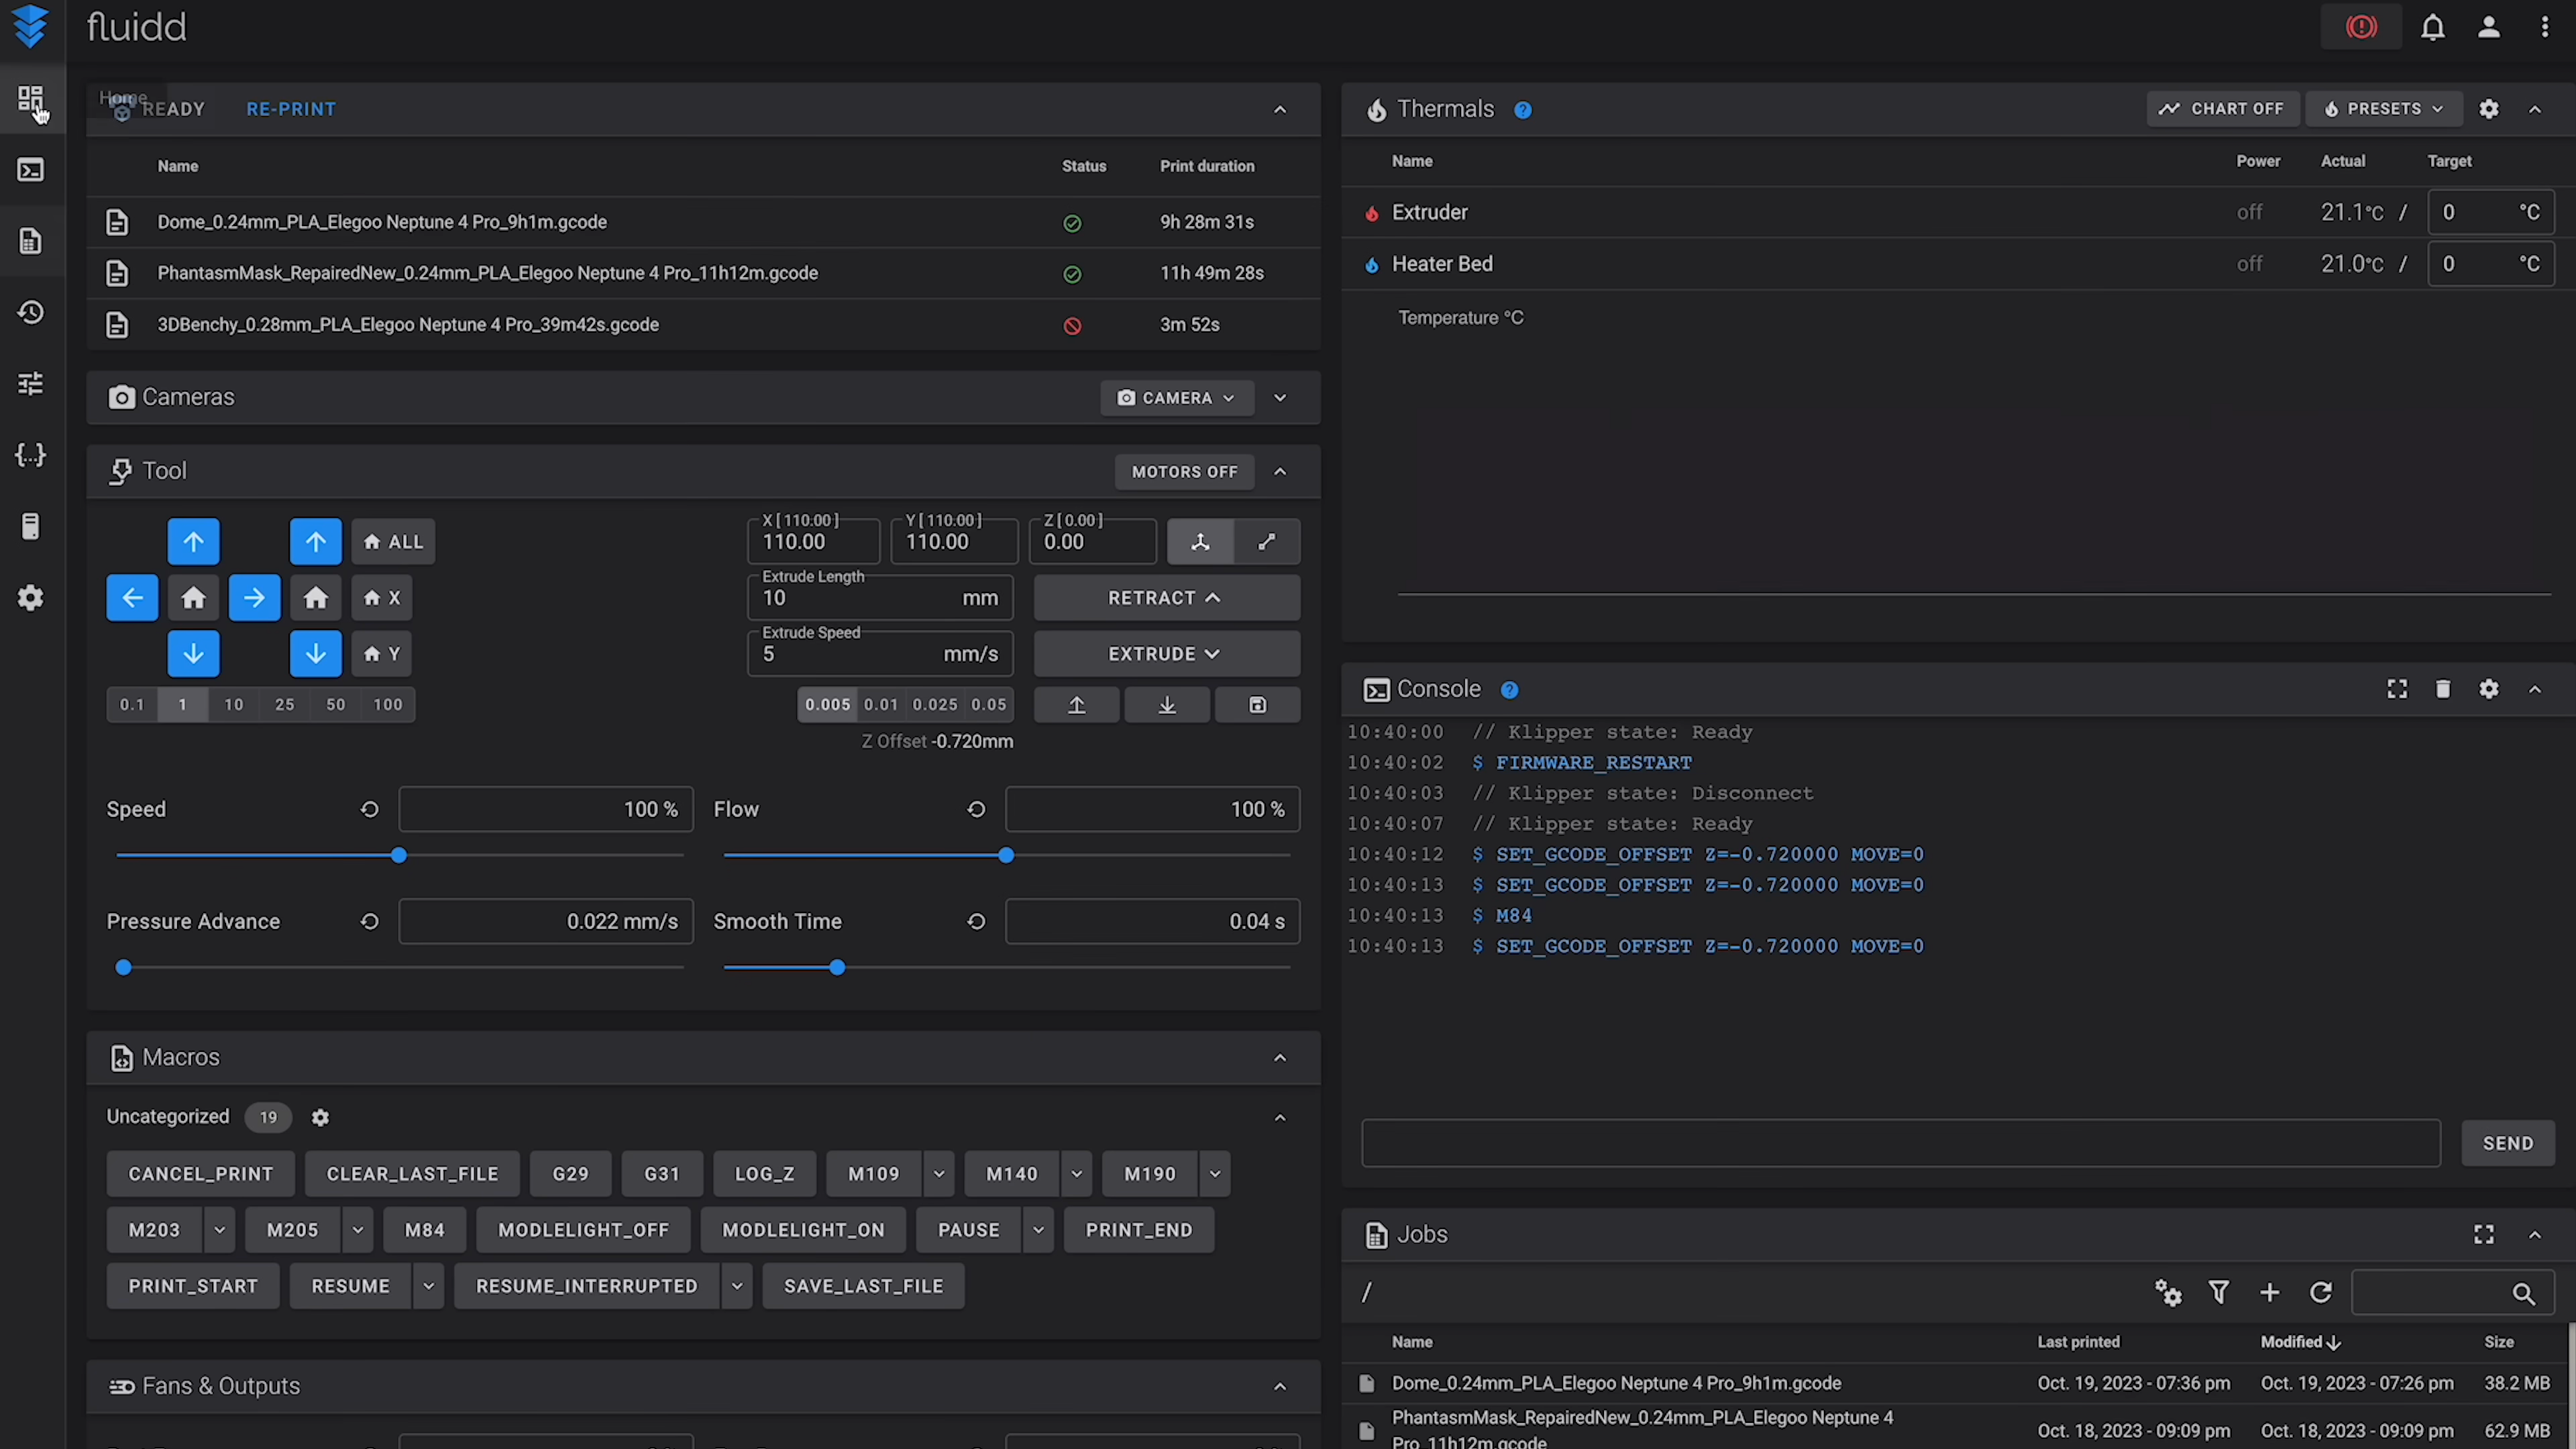 fluidd
Home
READY RE-PRINT
Name Status Print duration
Dome_0.24mm_PLA_Elegoo Neptune 4 Pro_9h1m.gcode 9h 28m 31s
PhantasmMask_RepairedNew_0.24mm_PLA_Elegoo Neptune 4 Pro_11h12m.gcode 11h 49m 28s
3DBenchy_0.28mm_PLA_Elegoo Neptune 4 Pro_39m42s.gcode 3m 52s
Cameras CAMERA
Tool MOTORS OFF
X [ 110.00 ] Y [ 110.00 ] Z [ 0.00 ]
ALL 110.00 110.00 0.00
Extrude Length
X 10 mm RETRACT
Extrude Speed
Y 5 mm/s EXTRUDE
0.1 1 10 25 50 100 0.005 0.01 0.025 0.05
Z Offset -0.720mm
Speed 100 % Flow 100 %
Pressure Advance 0.022 mm/s Smooth Time 0.04 s
Macros
Uncategorized 19
CANCEL_PRINT CLEAR_LAST_FILE G29 G31 LOG_Z M109 M140 M190
M203 M205 M84 MODLELIGHT_OFF MODLELIGHT_ON PAUSE PRINT_END
PRINT_START RESUME RESUME_INTERRUPTED SAVE_LAST_FILE
Fans & Outputs
Thermals CHART OFF PRESETS
Name Power Actual Target
Extruder off 21.1°C / 0 °C
Heater Bed off 21.0°C / 0 °C
Temperature °C
Console
10:40:00 // Klipper state: Ready
10:40:02 $ FIRMWARE_RESTART
10:40:03 // Klipper state: Disconnect
10:40:07 // Klipper state: Ready
10:40:12 $ SET_GCODE_OFFSET Z=-0.720000 MOVE=0
10:40:13 $ SET_GCODE_OFFSET Z=-0.720000 MOVE=0
10:40:13 $ M84
10:40:13 $ SET_GCODE_OFFSET Z=-0.720000 MOVE=0
SEND
Jobs
/
Name Last printed Modified Size
Dome_0.24mm_PLA_Elegoo Neptune 4 Pro_9h1m.gcode Oct. 19, 2023 - 07:36 pm Oct. 19, 2023 - 07:26 pm 38.2 MB
PhantasmMask_RepairedNew_0.24mm_PLA_Elegoo Neptune 4
Pro_11h12m.gcode Oct. 18, 2023 - 09:09 pm Oct. 18, 2023 - 09:09 pm 62.9 MB